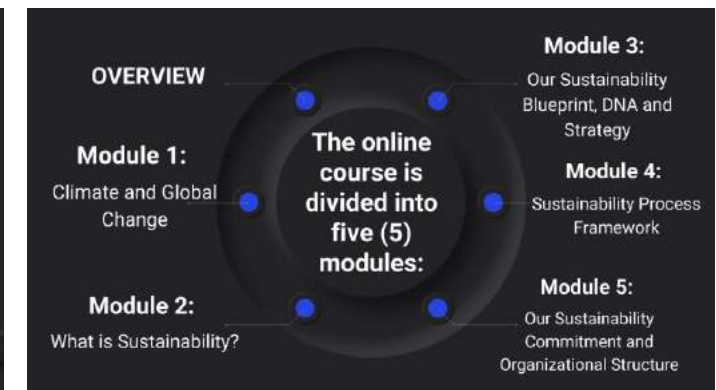 The online
course is
divided into
five (5)
modules:
OVERVIEW
Module 1:
Climate and Global
Change
Module 2:
What is Sustainability?
Module 3:
Our Sustainability
Blueprint, DNA and
Strategy
Module 4:
Sustainability Process
Framework
Module 5:
Our Sustainability
Commitment and
Organizational Structure